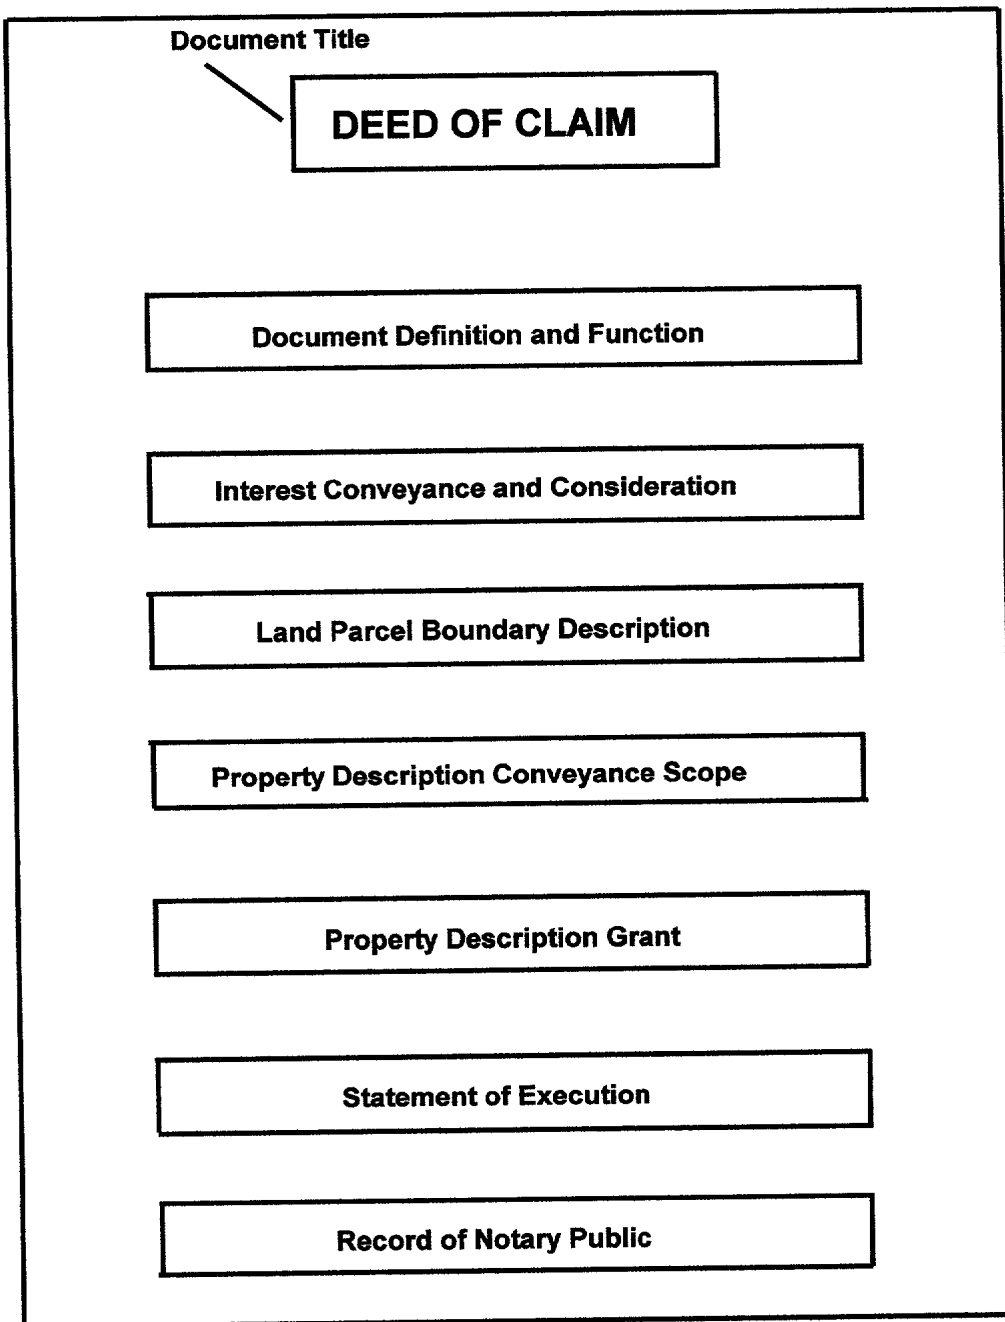 Document Title
DEED OF CLAIM
Document Definition and Function
Interest Conveyance and Consideration
Land Parcel Boundary Description
Property Description Conveyance Scope
Property Description Grant
Statement of Execution
Record of Notary Public